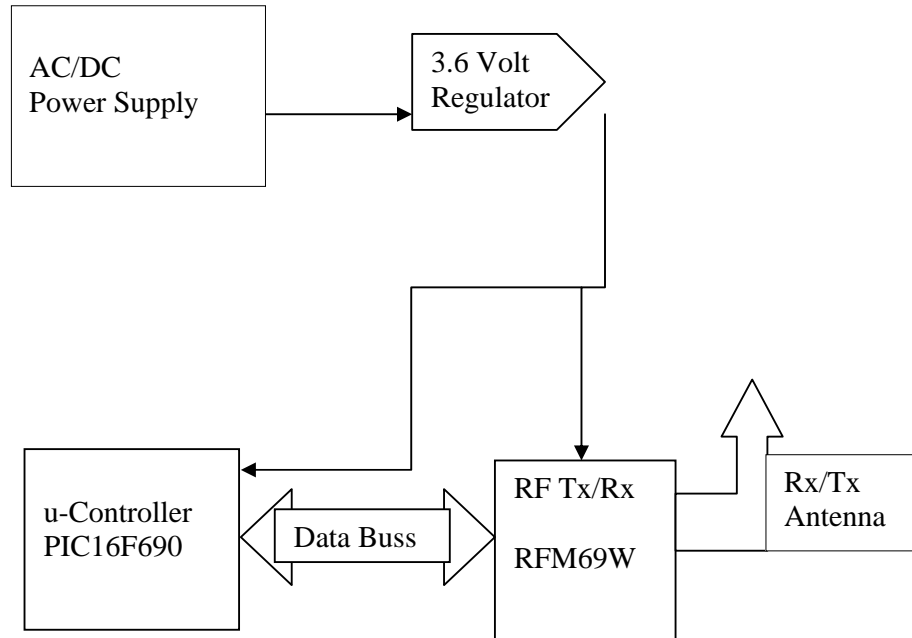 AC/DC
Power Supply
3.6 Volt
Regulator
u-Controller
PIC16F690
Data Buss
RF Tx/Rx
RFM69W
Rx/Tx
Antenna